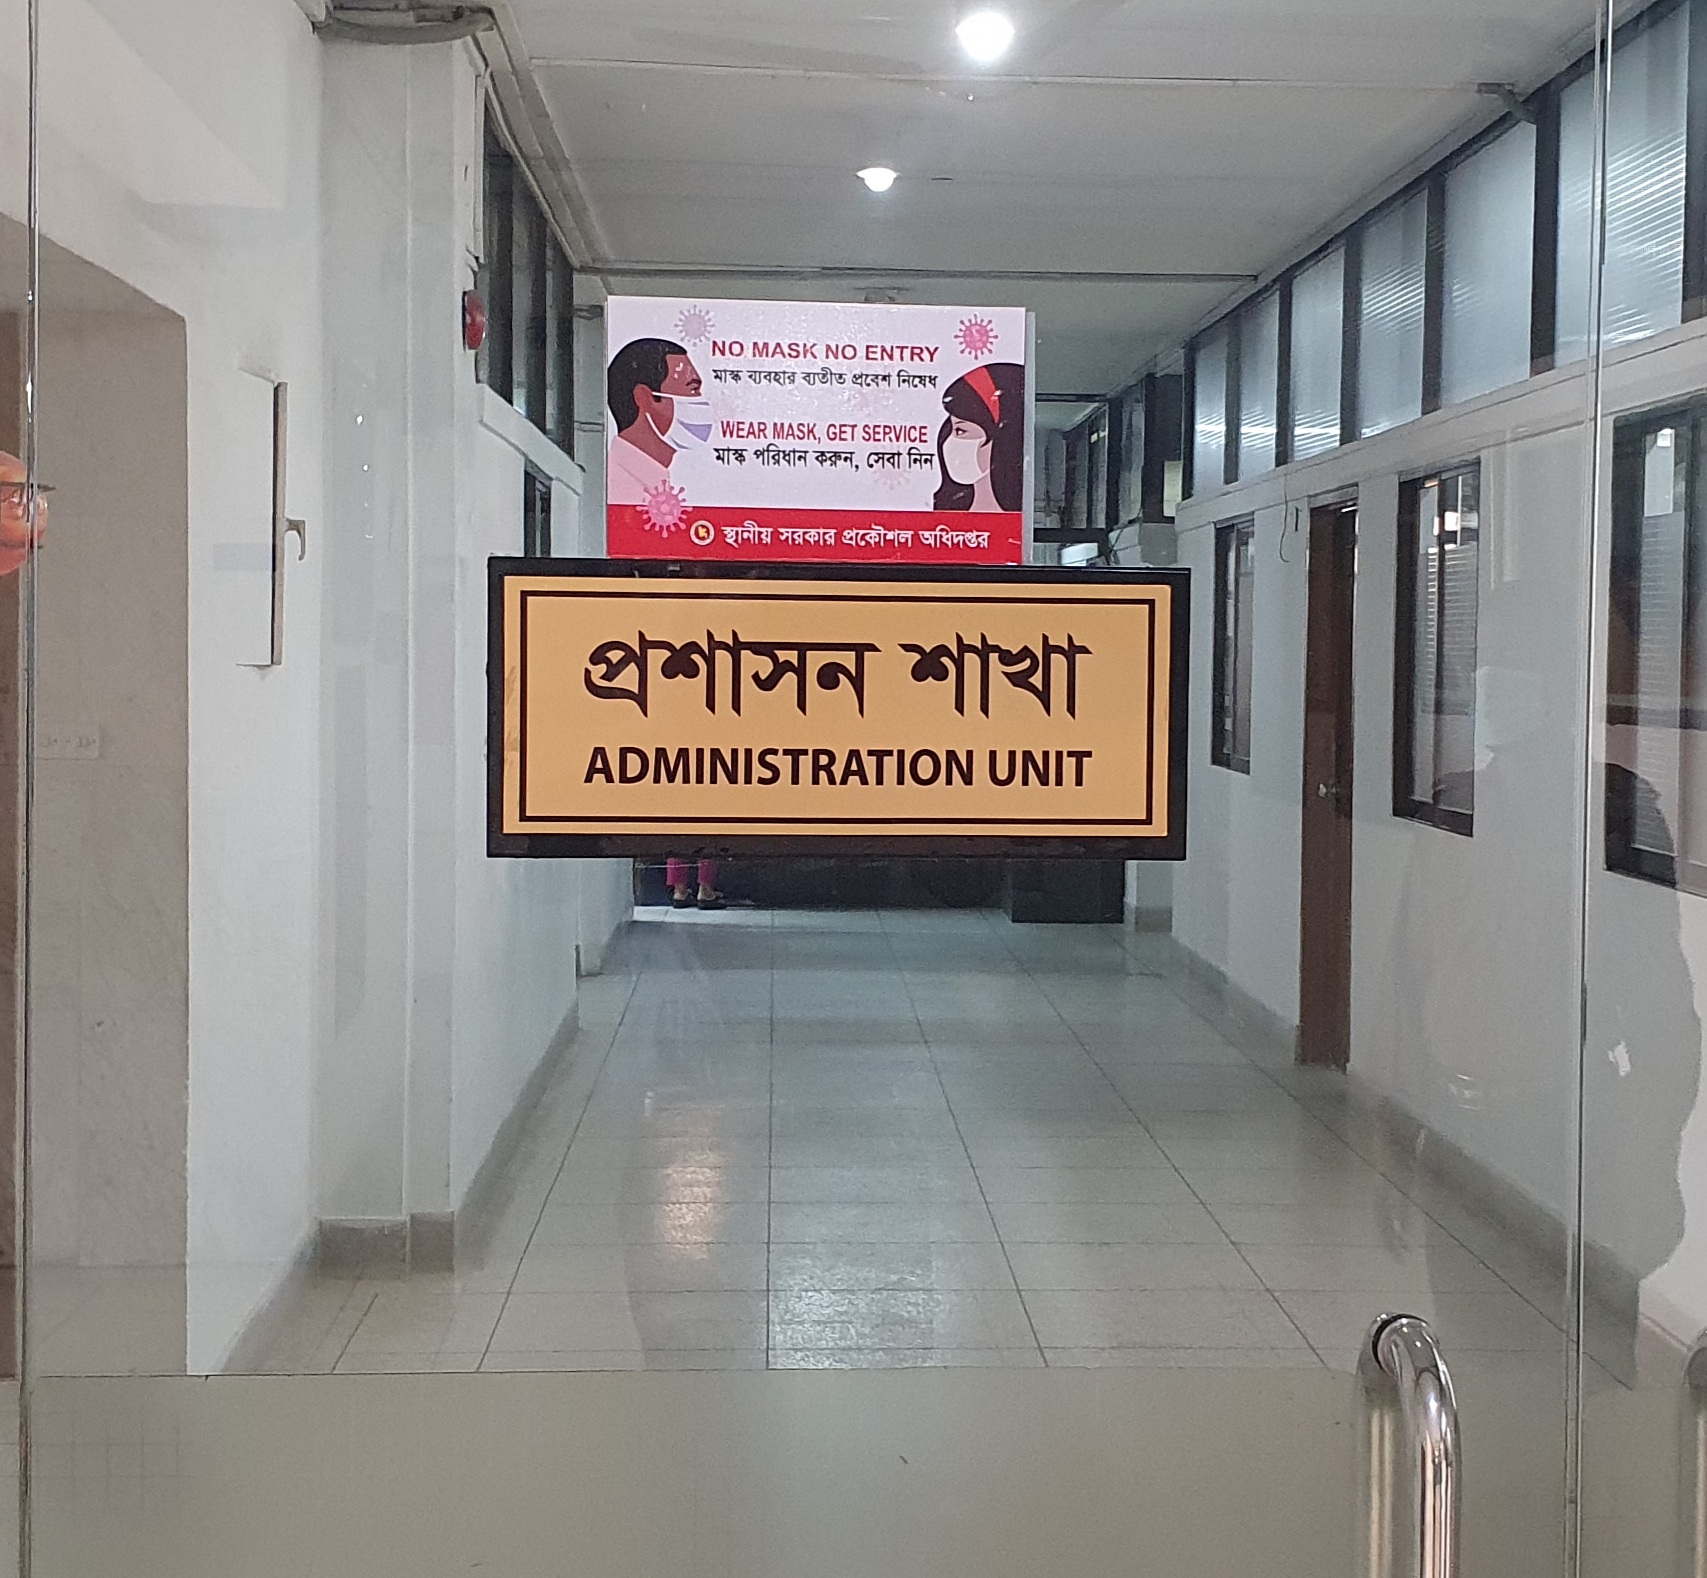 NO MASK NO ENTRY
মাস্ক ব্যবহার ব্যতীত প্রবেশ নিষেধ
WEAR MASK, GET SERVICE
মাস্ক পরিধান করুন, সেবা নিন
স্থানীয় সরকার প্রকৌশল অধিদপ্তর
প্রশাসন শাখা
ADMINISTRATION UNIT